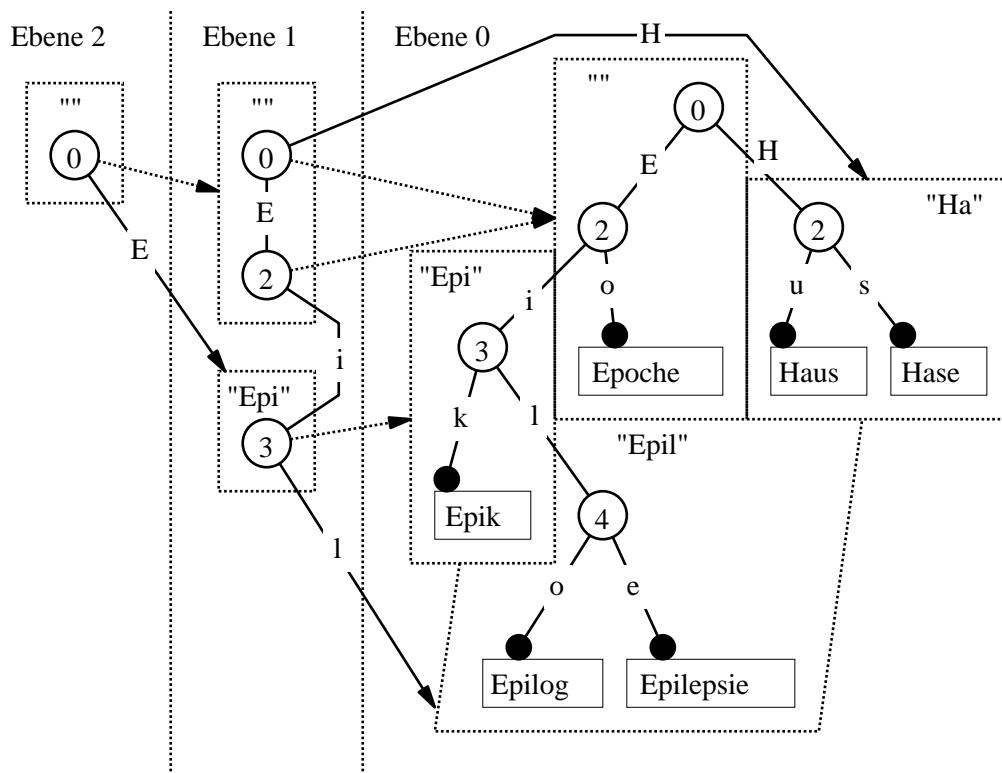 Ebene 2
Ebene 1
Ebene 0
H
""
""
""
0
0
0
E
H
E
"Ha"
E
2
2
2
"Epi"
i
o
u
s
3
i
Epoche
Haus
Hase
"Epi"
k
l
"Epil"
3
Epik
4
l
o
e
Epilog
Epilepsie